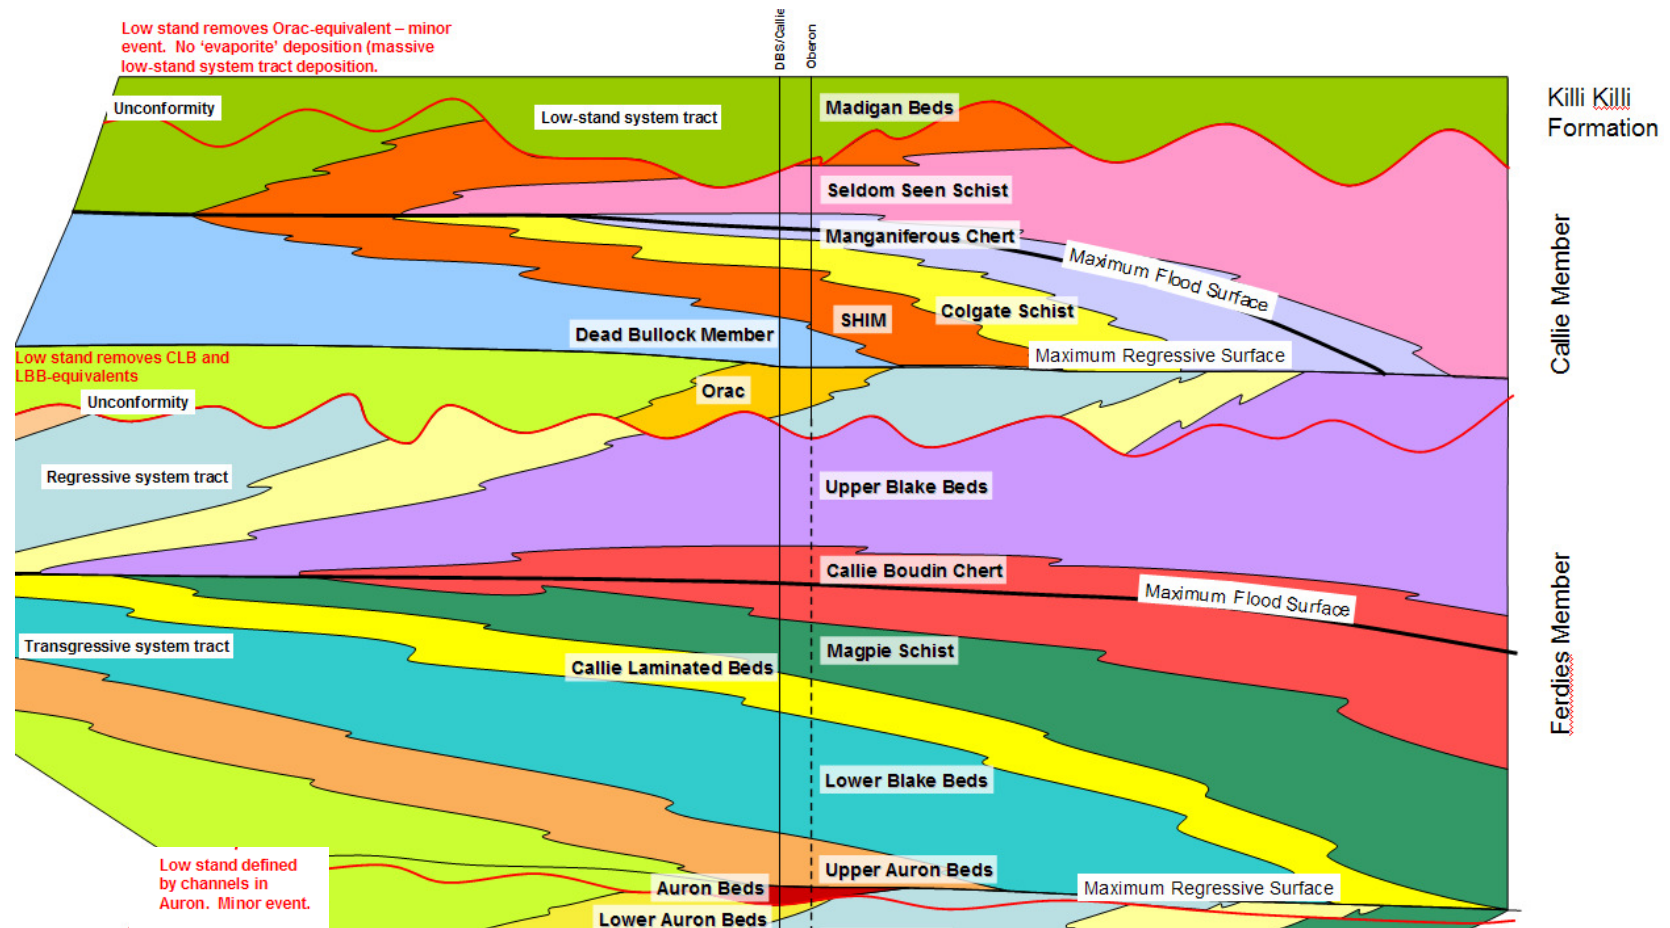 Low stand removes Orac-equivalent – minor
event. No ‘evaporite’ deposition (massive
low-stand system tract deposition.
DBS/Callie
Oberon
Unconformity
Low-stand system tract
Madigan Beds
Killi Killi
Formation
Seldom Seen Schist
Manganiferous Chert
Maximum Flood Surface
Callie Member
Colgate Schist
SHIM
Dead Bullock Member
Maximum Regressive Surface
Low stand removes CLB and
LBB-equivalents
Unconformity
Orac
Regressive system tract
Upper Blake Beds
Callie Boudin Chert
Maximum Flood Surface
Ferdies Member
Transgressive system tract
Magpie Schist
Callie Laminated Beds
Lower Blake Beds
Low stand defined
by channels in
Auron. Minor event.
Upper Auron Beds
Auron Beds
Maximum Regressive Surface
Lower Auron Beds